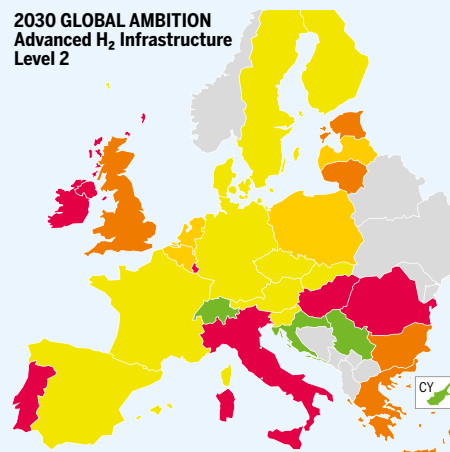 2030 GLOBAL AMBITION
Advanced H₂ Infrastructure
Level 2
CY